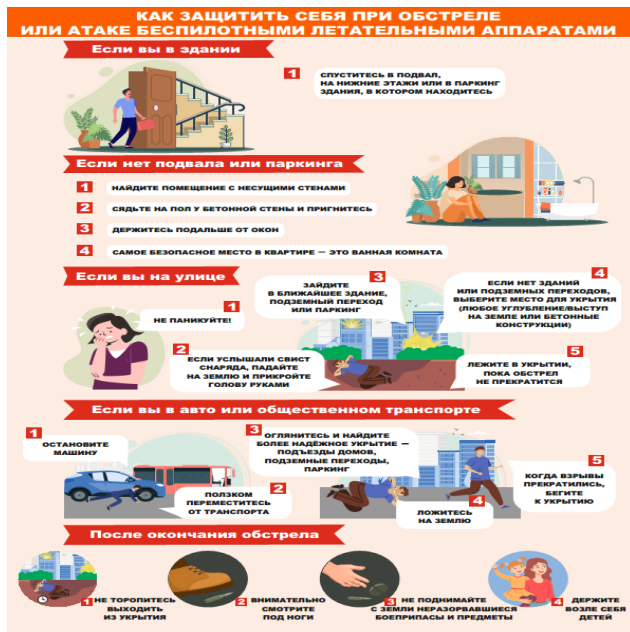 КАК ЗАЩИТИТЬ СЕБЯ ПРИ ОБСТРЕЛЕ
ИЛИ АТАКЕ БЕСПИЛОТНЫМИ ЛЕТАТЕЛЬНЫМИ АППАРАТАМИ
Если вы в здании
1
СПУСТИТЕСЬ В ПОДВАЛ,
НА НИЖНИЕ ЭТАЖИ ИЛИ В ПАРКИНГ
ЗДАНИЯ, В КОТОРОМ НАХОДИТЕСЬ
Если нет подвала или паркинга
1 НАЙДИТЕ ПОМЕЩЕНИЕ С НЕСУЩИМИ СТЕНАМИ
2 СЯДЬТЕ НА ПОЛ У БЕТОННОЙ СТЕНЫ И ПРИГНИТЕСЬ
3 ДЕРЖИТЕСЬ ПОДАЛЬШЕ ОТ ОКОН
4 САМОЕ БЕЗОПАСНОЕ МЕСТО В КВАРТИРЕ — ЭТО ВАННАЯ КОМНАТА
Если вы на улице
1
НЕ ПАНИКУЙТЕ!
2
ЕСЛИ УСЛЫШАЛИ СВИСТ
СНАРЯДА, ПАДАЙТЕ
НА ЗЕМЛЮ И ПРИКРОЙТЕ
ГОЛОВУ РУКАМИ
3
ЗАЙДИТЕ
В БЛИЖАЙШЕЕ ЗДАНИЕ,
ПОДЗЕМНЫЙ ПЕРЕХОД
ИЛИ ПАРКИНГ
4
ЕСЛИ НЕТ ЗДАНИЙ
ИЛИ ПОДЗЕМНЫХ ПЕРЕХОДОВ,
ВЫБЕРИТЕ МЕСТО ДЛЯ УКРЫТИЯ
(ЛЮБОЕ УГЛУБЛЕНИЕ/ВЫСТУП
НА ЗЕМЛЕ ИЛИ БЕТОННЫЕ
КОНСТРУКЦИИ)
5
ЛЕЖИТЕ В УКРЫТИИ,
ПОКА ОБСТРЕЛ
НЕ ПРЕКРАТИТСЯ
Если вы в авто или общественном транспорте
1
ОСТАНОВИТЕ
МАШИНУ
2
ПОЛЗКОМ
ПЕРЕМЕСТИТЕСЬ
ОТ ТРАНСПОРТА
3
ОГЛЯНИТЕСЬ И НАЙДИТЕ
БОЛЕЕ НАДЁЖНОЕ УКРЫТИЕ —
ПОДЪЕЗДЫ ДОМОВ,
ПОДЗЕМНЫЕ ПЕРЕХОДЫ,
ПАРКИНГ
4
ЛОЖИТЕСЬ
НА ЗЕМЛЮ
5
КОГДА ВЗРЫВЫ
ПРЕКРАТИЛИСЬ,
БЕГИТЕ
К УКРЫТИЮ
После окончания обстрела
1 НЕ ТОРОПИТЕСЬ
ВЫХОДИТЬ
ИЗ УКРЫТИЯ
2 ВНИМАТЕЛЬНО
СМОТРИТЕ
ПОД НОГИ
3 НЕ ПОДНИМАЙТЕ
С ЗЕМЛИ НЕРАЗОРВАВШИЕСЯ
БОЕПРИПАСЫ И ПРЕДМЕТЫ
4 ДЕРЖИТЕ
ВОЗЛЕ СЕБЯ
ДЕТЕЙ